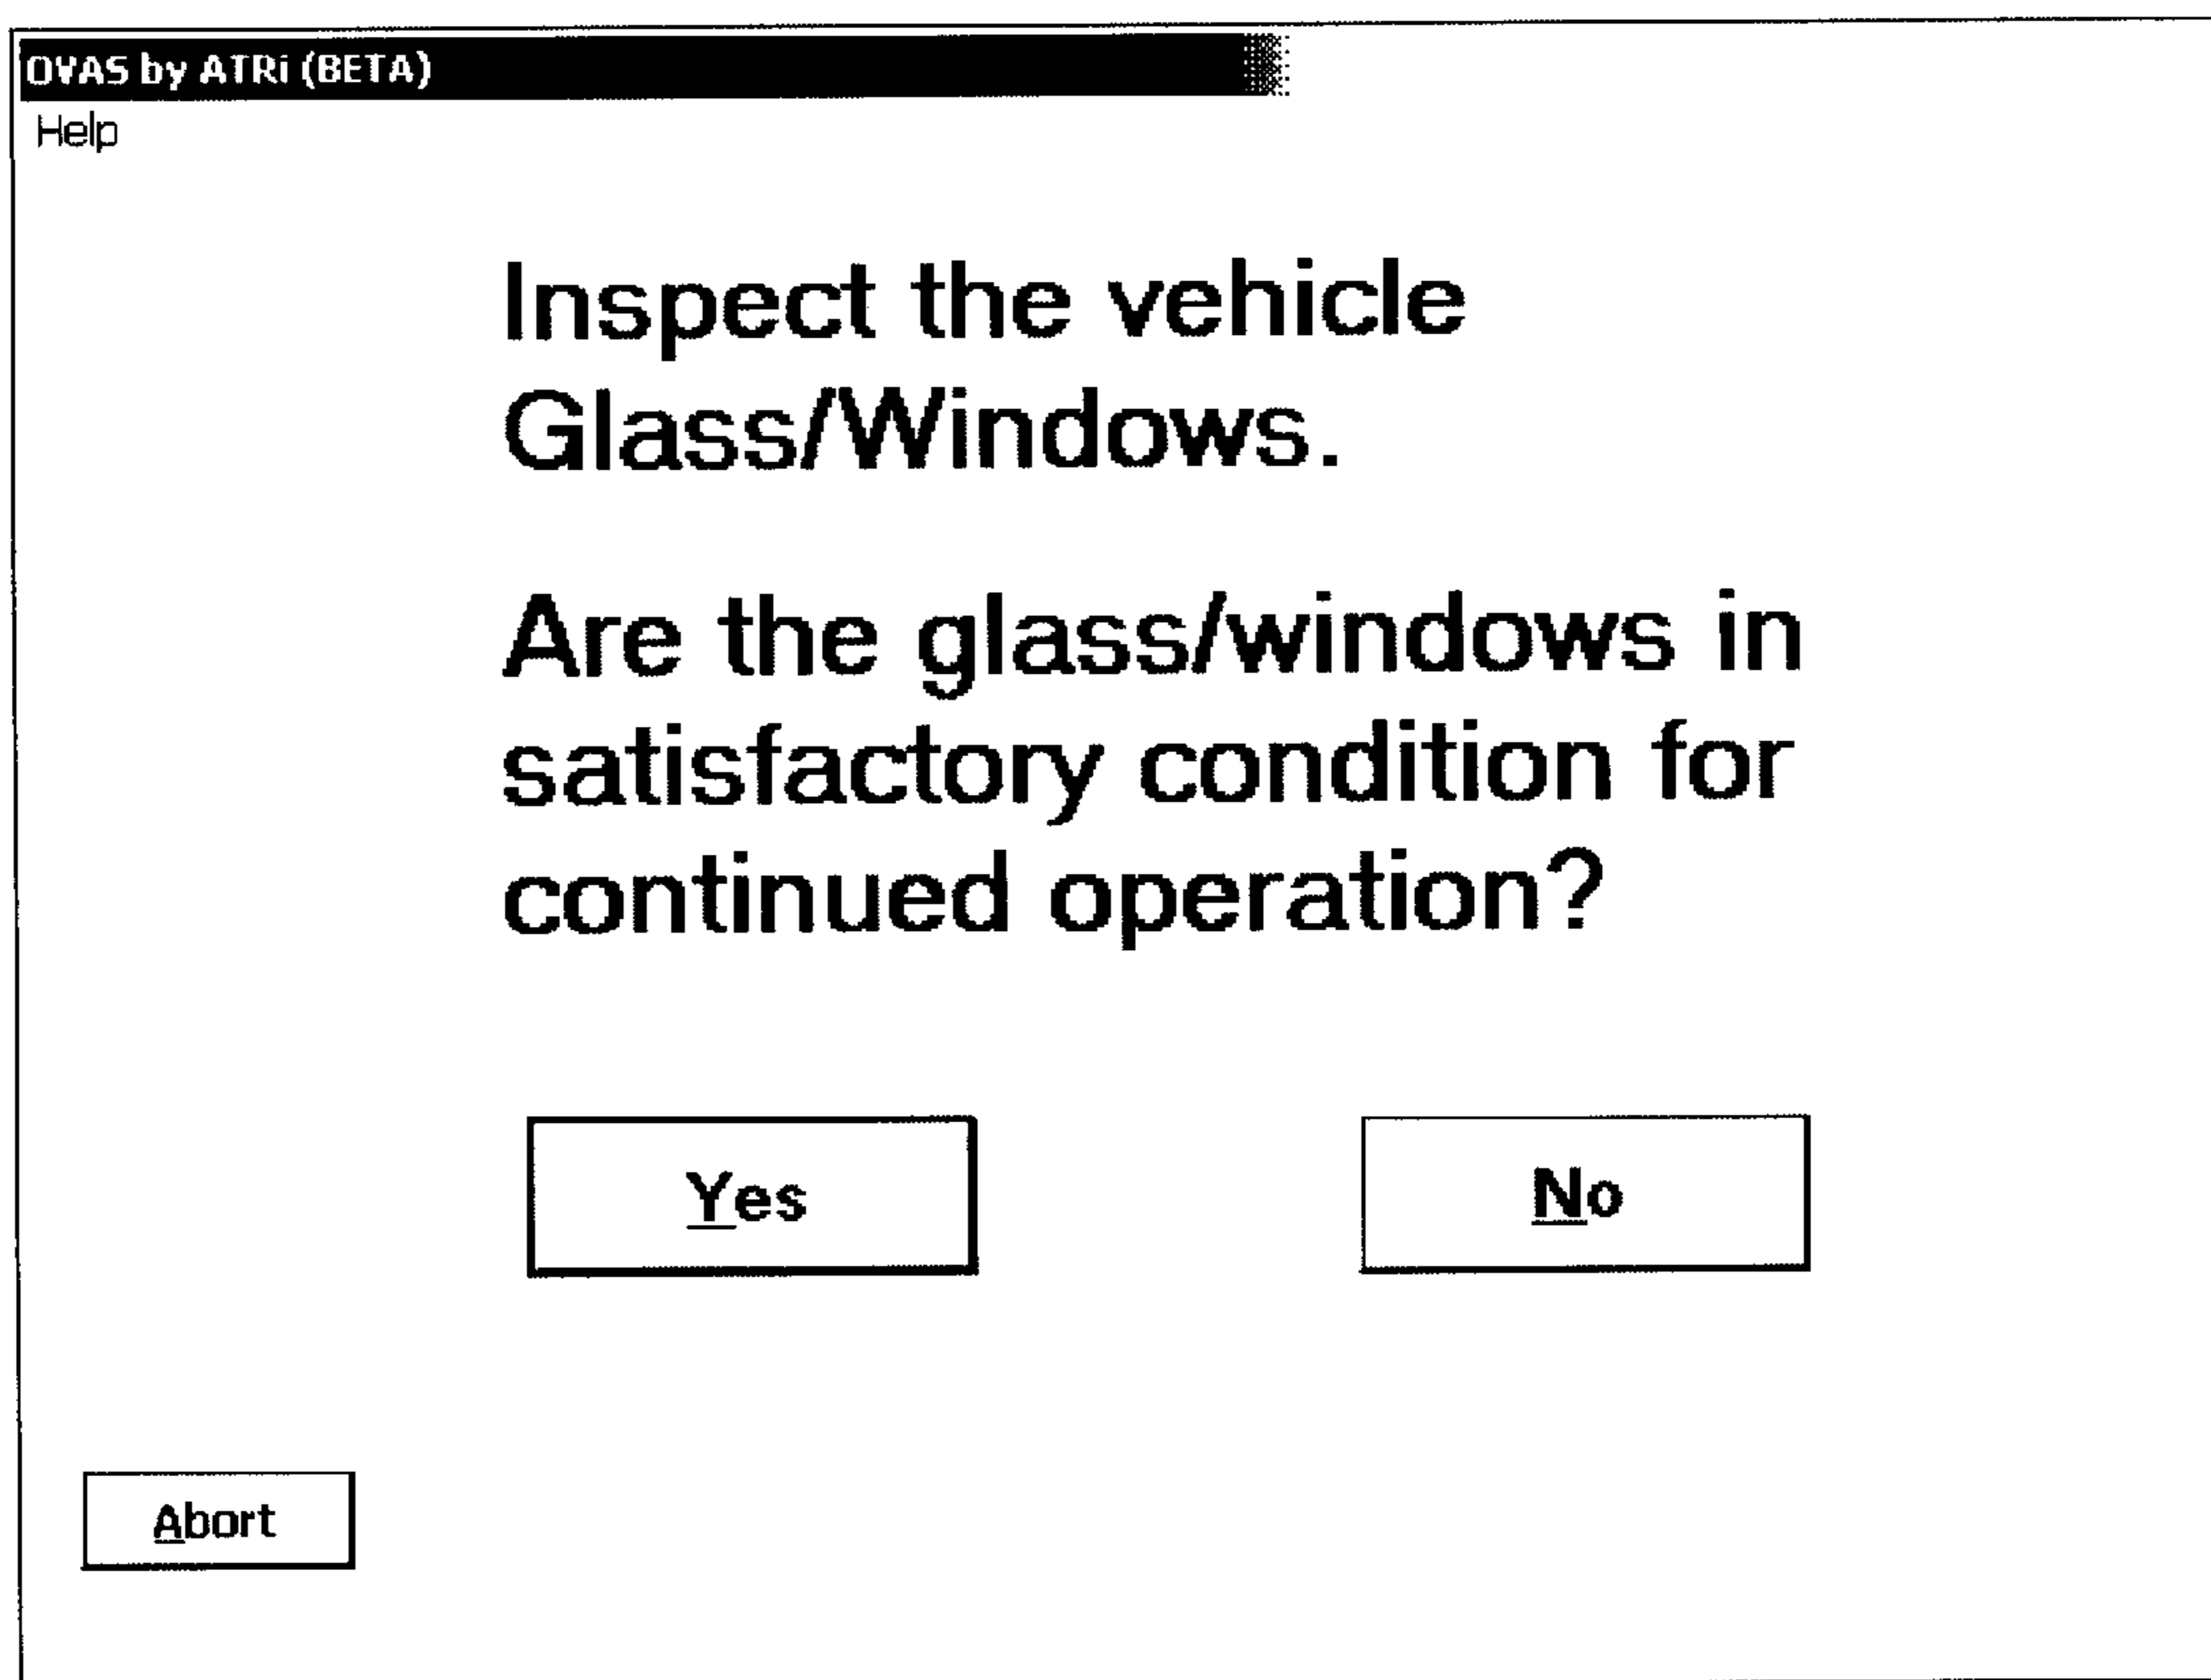 OVAS by ATRi (BETA)
Help
Inspect the vehicle
Glass/Windows.
Are the glass/windows in
satisfactory condition for
continued operation?
Yes
No
Abort